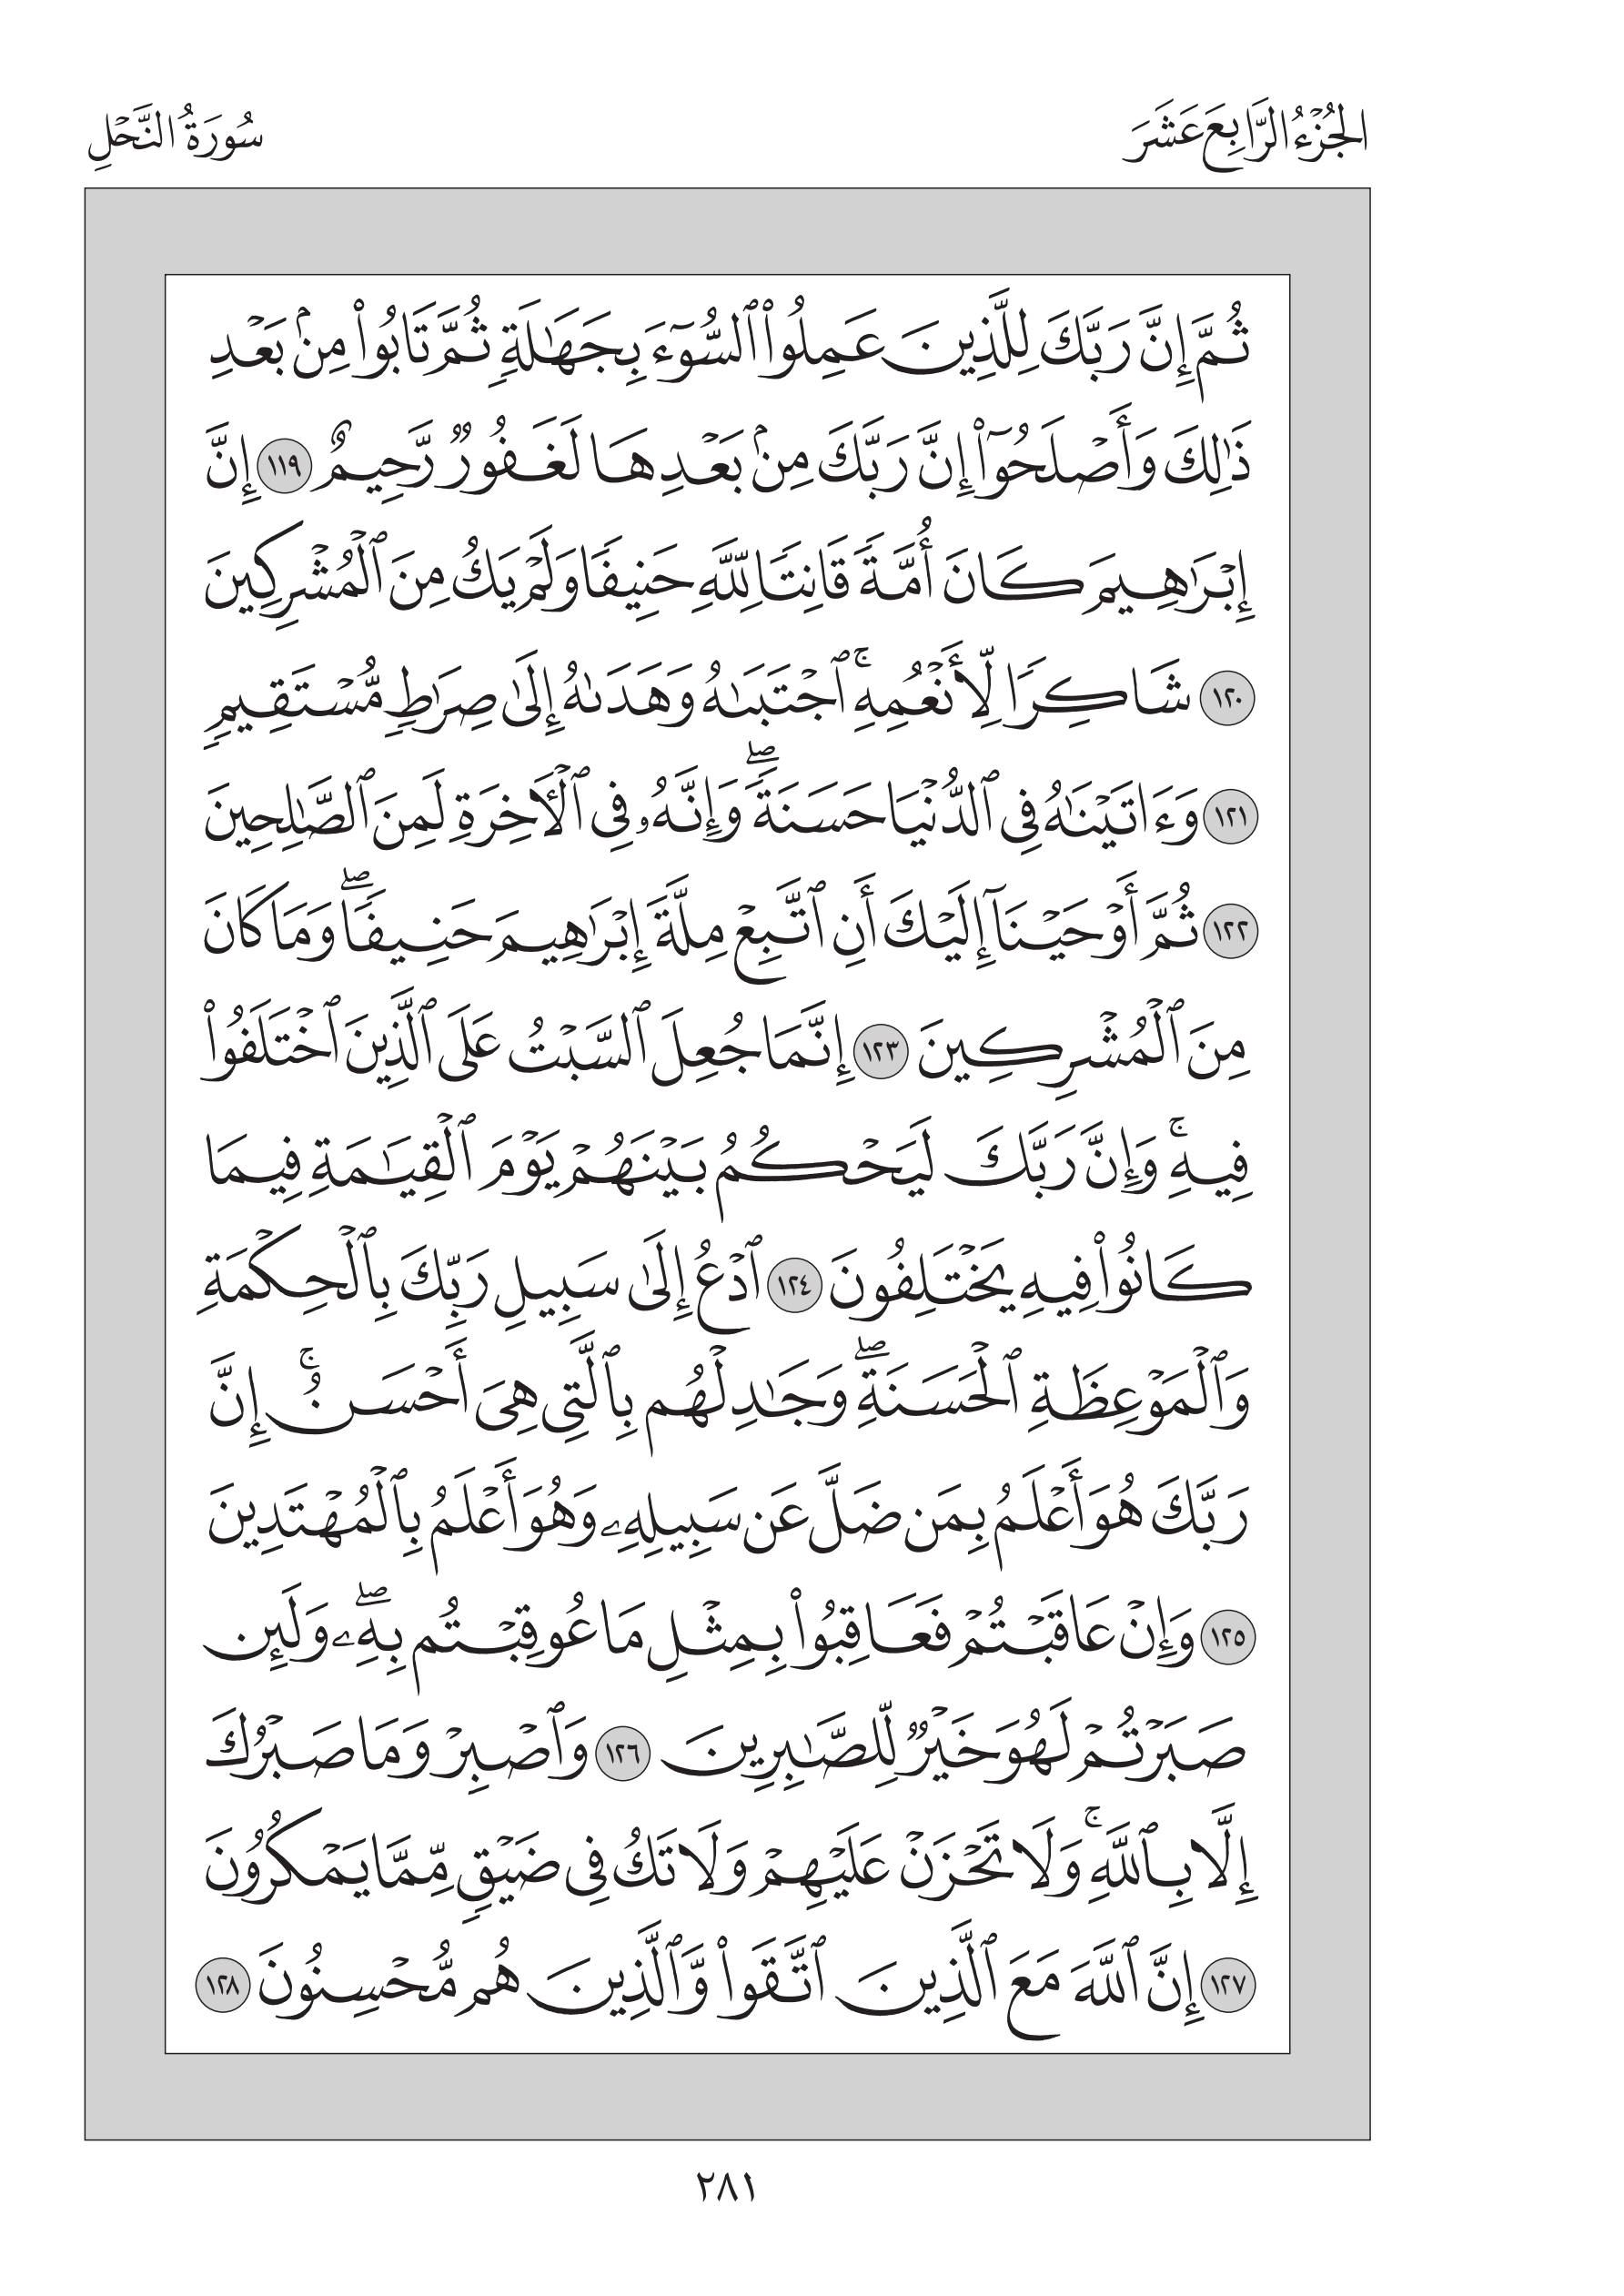 الجُزْءُ الرَّابِعَ عَشَرَ
سُورَةُ النَّحْلِ
ثُمَّ إِنَّ رَبَّكَ لِلَّذِينَ عَمِلُوا۟ ٱلسُّوٓءَ بِجَهَـٰلَةٍ ثُمَّ تَابُوا۟ مِنۢ بَعْدِ
ذَٰلِكَ وَأَصْلَحُوٓا۟ إِنَّ رَبَّكَ مِنۢ بَعْدِهَا لَغَفُورٌ رَّحِيمٌ ١١٩ إِنَّ
إِبْرَٰهِيمَ كَانَ أُمَّةً قَانِتًا لِّلَّهِ حَنِيفًا وَلَمْ يَكُ مِنَ ٱلْمُشْرِكِينَ
١٢٠ شَاكِرًا لِّأَنْعُمِهِ ۚ ٱجْتَبَىٰهُ وَهَدَىٰهُ إِلَىٰ صِرَٰطٍ مُّسْتَقِيمٍ
١٢١ وَءَاتَيْنَـٰهُ فِى ٱلدُّنْيَا حَسَنَةً ۖ وَإِنَّهُۥ فِى ٱلْـَٔاخِرَةِ لَمِنَ ٱلصَّـٰلِحِينَ
١٢٢ ثُمَّ أَوْحَيْنَآ إِلَيْكَ أَنِ ٱتَّبِعْ مِلَّةَ إِبْرَٰهِيمَ حَنِيفًا ۖ وَمَا كَانَ
مِنَ ٱلْمُشْرِكِينَ ١٢٣ إِنَّمَا جُعِلَ ٱلسَّبْتُ عَلَى ٱلَّذِينَ ٱخْتَلَفُوا۟
فِيهِ ۚ وَإِنَّ رَبَّكَ لَيَحْكُمُ بَيْنَهُمْ يَوْمَ ٱلْقِيَـٰمَةِ فِيمَا
كَانُوا۟ فِيهِ يَخْتَلِفُونَ ١٢٤ ٱدْعُ إِلَىٰ سَبِيلِ رَبِّكَ بِٱلْحِكْمَةِ
وَٱلْمَوْعِظَةِ ٱلْحَسَنَةِ ۖ وَجَـٰدِلْهُم بِٱلَّتِى هِىَ أَحْسَنُ ۚ إِنَّ
رَبَّكَ هُوَ أَعْلَمُ بِمَن ضَلَّ عَن سَبِيلِهِۦ وَهُوَ أَعْلَمُ بِٱلْمُهْتَدِينَ
١٢٥ وَإِنْ عَاقَبْتُمْ فَعَاقِبُوا۟ بِمِثْلِ مَا عُوقِبْتُم بِهِۦ ۖ وَلَئِن
صَبَرْتُمْ لَهُوَ خَيْرٌ لِّلصَّـٰبِرِينَ ١٢٦ وَٱصْبِرْ وَمَا صَبْرُكَ
إِلَّا بِٱللَّهِ ۚ وَلَا تَحْزَنْ عَلَيْهِمْ وَلَا تَكُ فِى ضَيْقٍ مِّمَّا يَمْكُرُونَ
١٢٧ إِنَّ ٱللَّهَ مَعَ ٱلَّذِينَ ٱتَّقَوا۟ وَّٱلَّذِينَ هُم مُّحْسِنُونَ ١٢٨
٢٨١